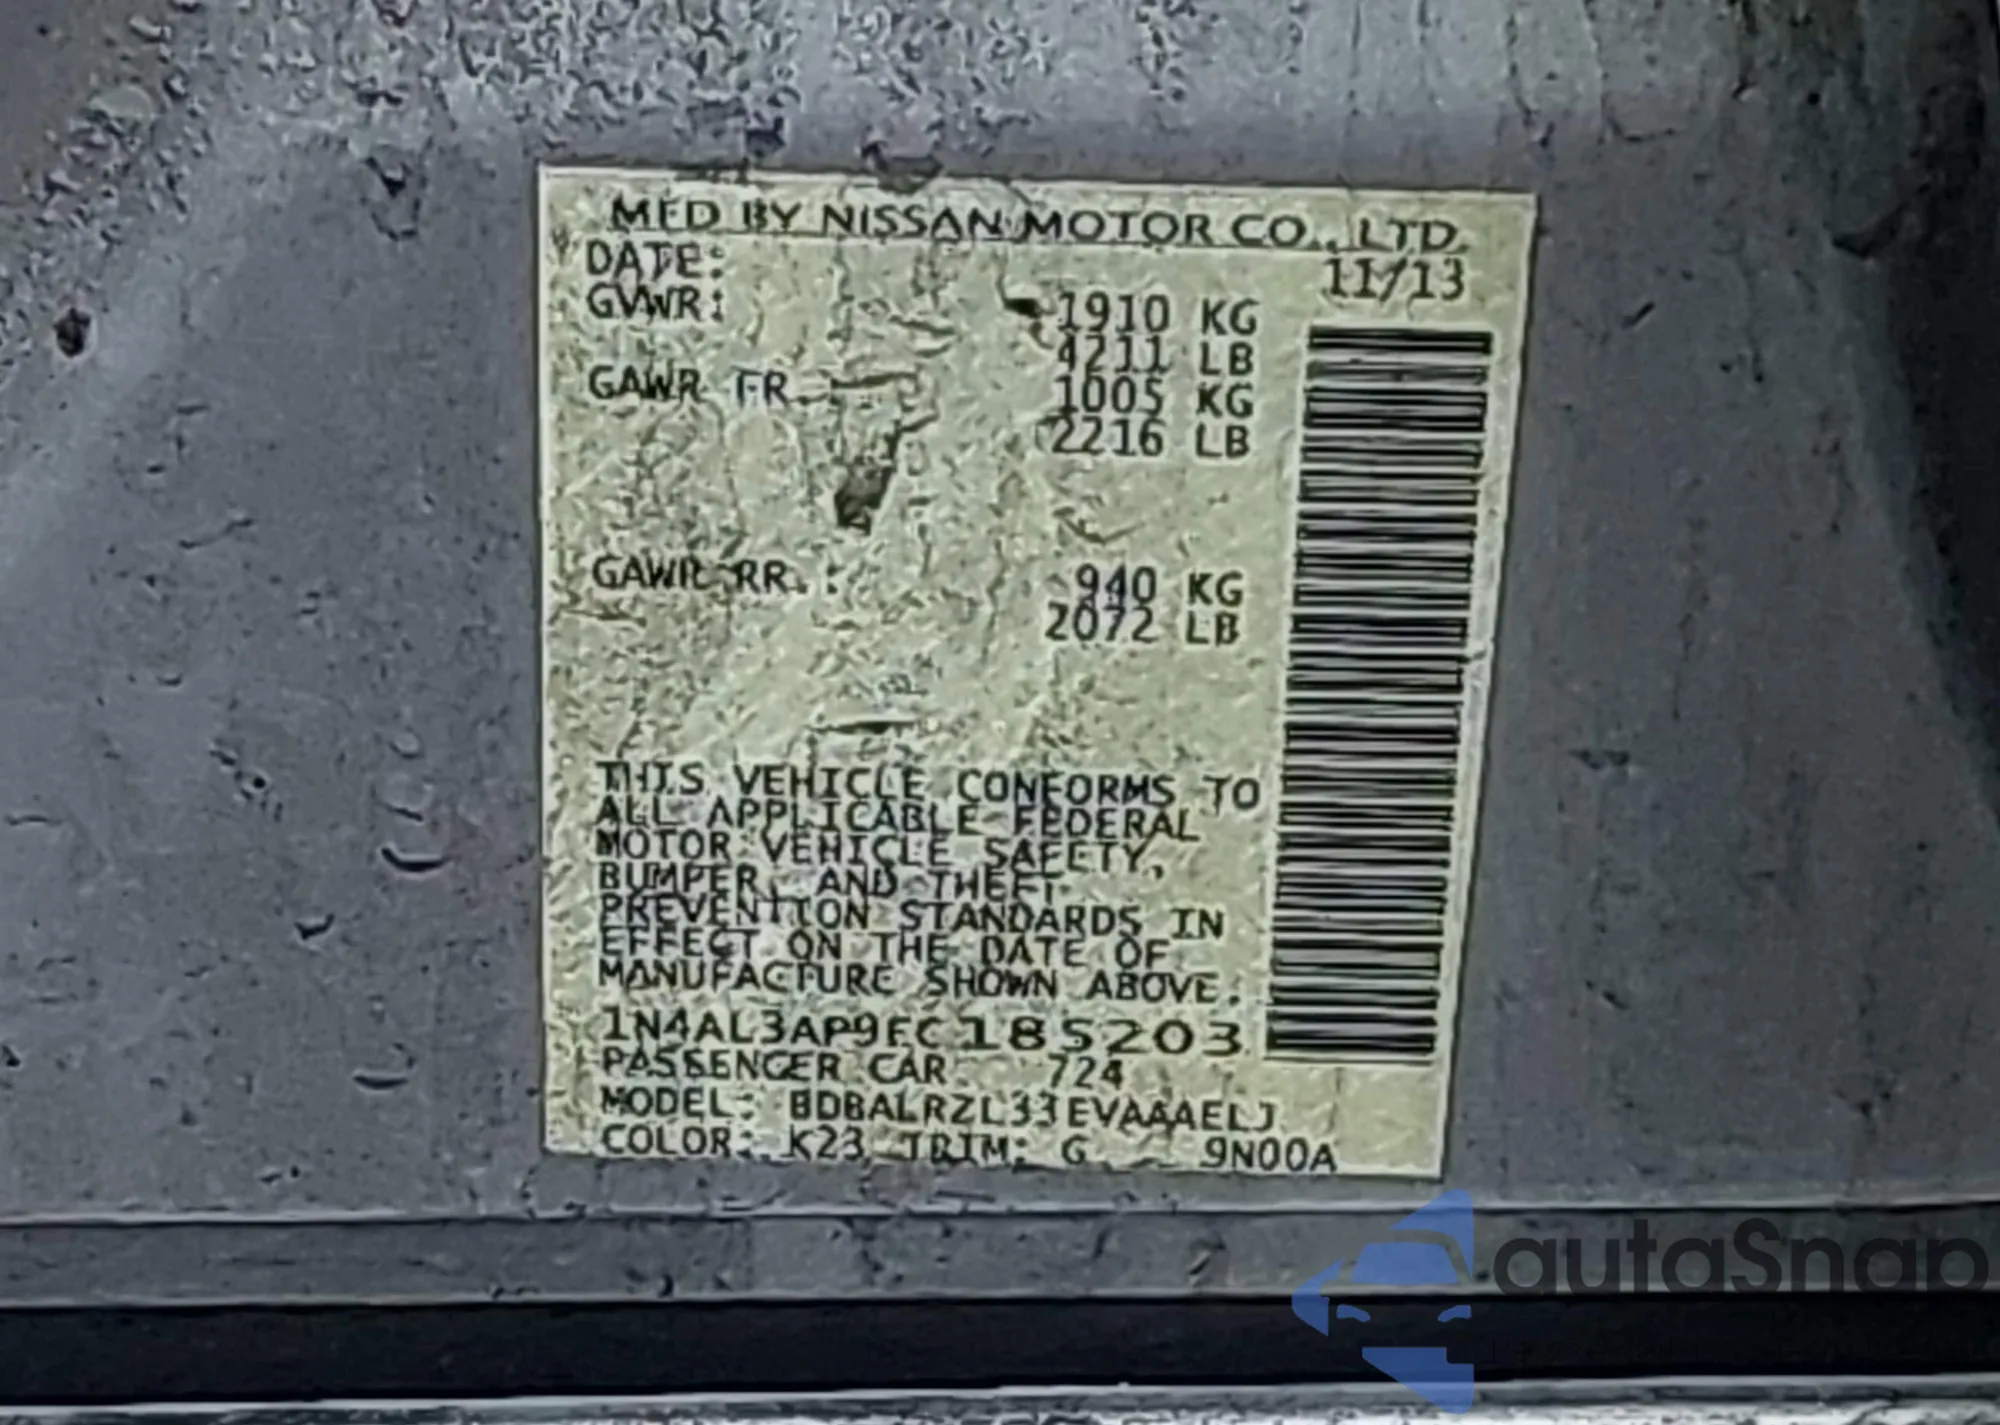 MFD BY NISSAN MOTOR CO., LTD.
DATE: 11/13
GVWR: 1910 KG
4211 LB
GAWR FR 1005 KG
2216 LB
GAWR RR.: 940 KG
2072 LB
THIS VEHICLE CONFORMS TO
ALL APPLICABLE FEDERAL
MOTOR VEHICLE SAFETY,
BUMPER, AND THEFT
PREVENTION STANDARDS IN
EFFECT ON THE DATE OF
MANUFACTURE SHOWN ABOVE.
1N4AL3AP9FC185203
PASSENGER CAR 724
MODEL: BDBALRZL33EVAAAELJ
COLOR: K23 TRIM: G 9N00A
autaSnap